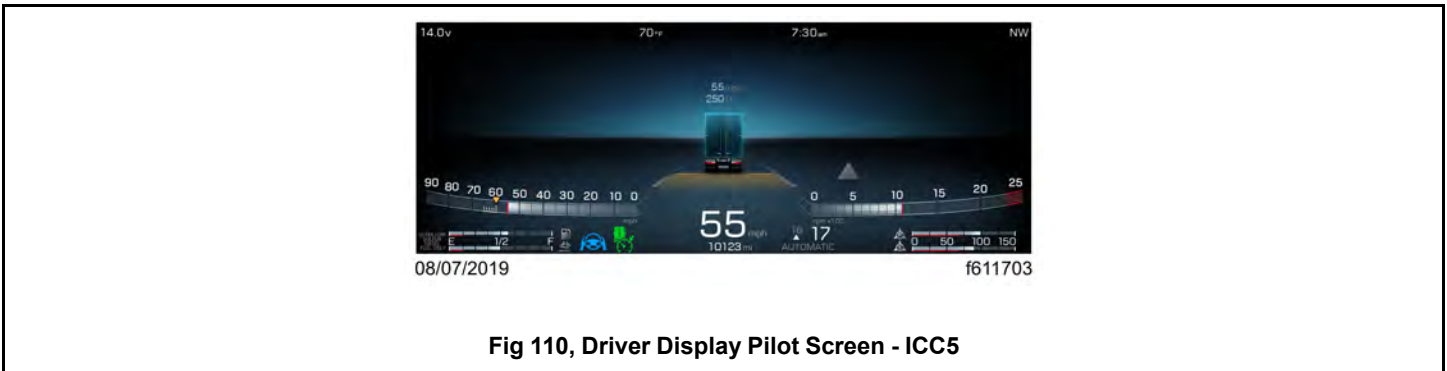 14.0v 70°F 7:30am NW
55
250
90 80 70 60 50 40 30 20 10 0 0 5 10 15 20 25
mph
55 mph 16 17
E 1/2 F 10123 mi AUTOMATIC 0 50 100 150
08/07/2019 f611703
Fig 110, Driver Display Pilot Screen - ICC5